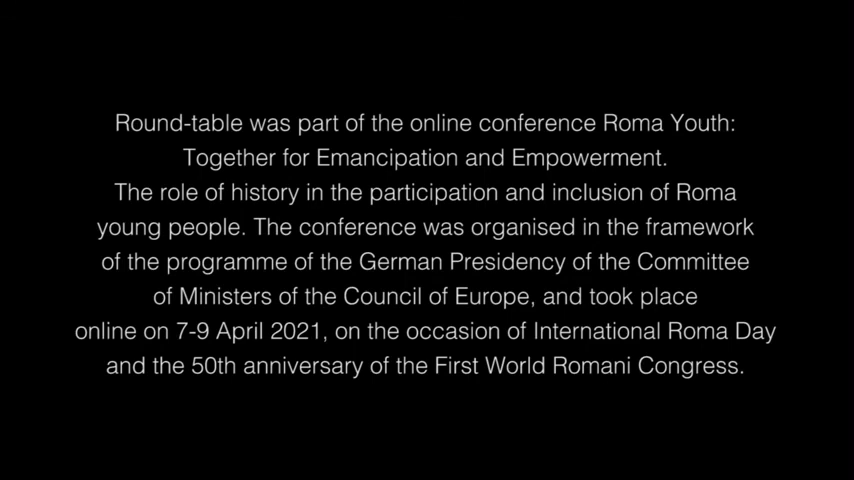 Round-table was part of the online conference Roma Youth:
Together for Emancipation and Empowerment.
The role of history in the participation and inclusion of Roma
young people. The conference was organised in the framework
of the programme of the German Presidency of the Committee
of Ministers of the Council of Europe, and took place
online on 7-9 April 2021, on the occasion of International Roma Day
and the 50th anniversary of the First World Romani Congress.